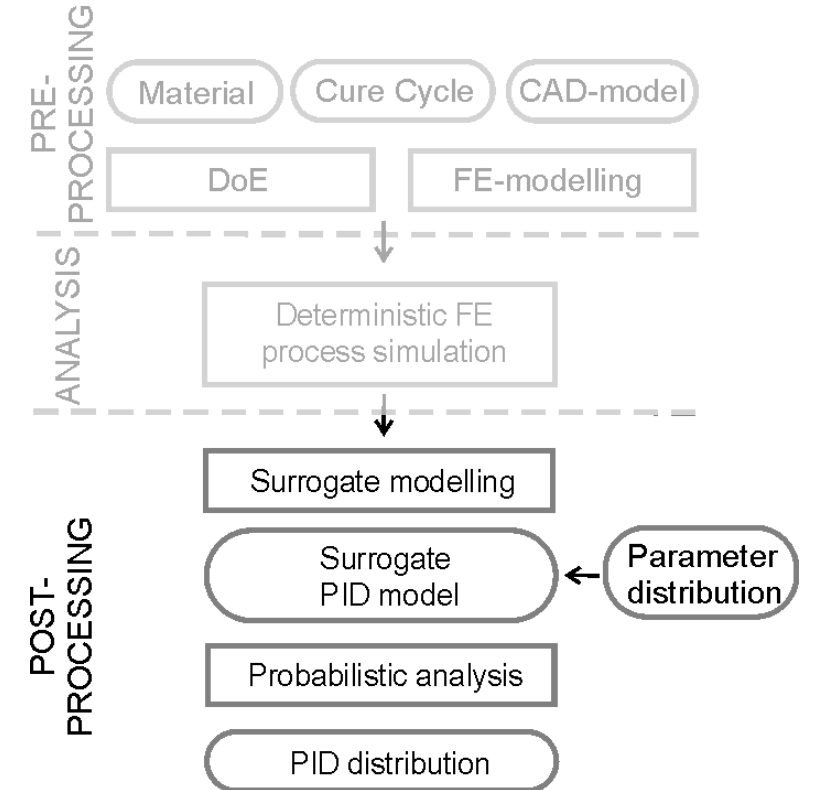 PRE-
PROCESSING
Material
Cure Cycle
CAD-model
DoE
FE-modelling
ANALYSIS
Deterministic FE
process simulation
POST-
PROCESSING
Surrogate modelling
Surrogate
PID model
Parameter
distribution
Probabilistic analysis
PID distribution